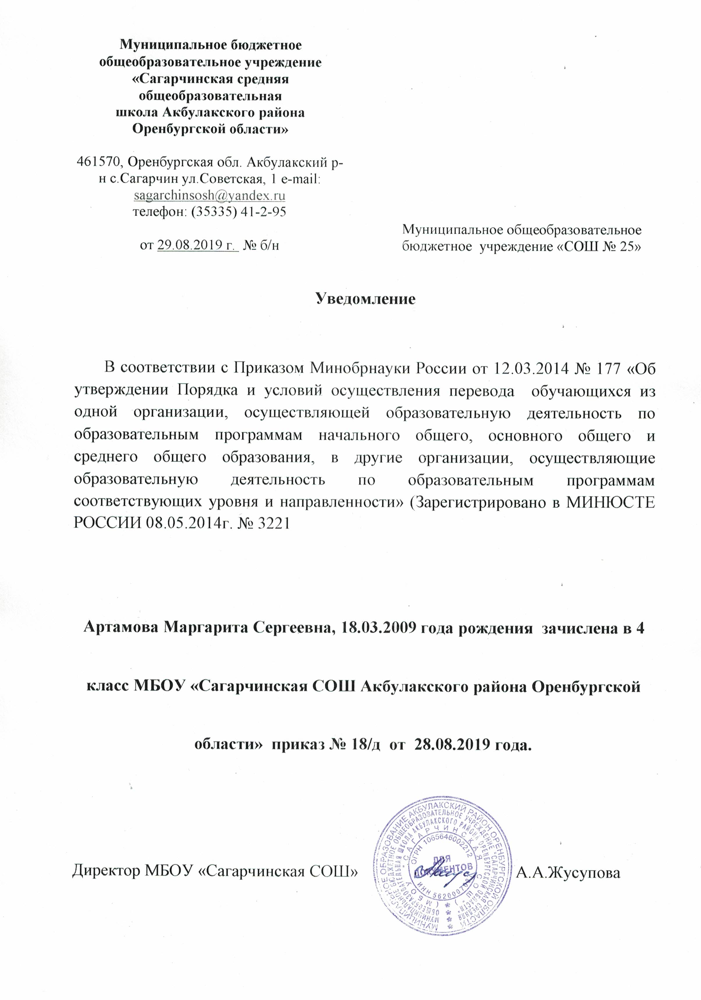 Муниципальное бюджетное
общеобразовательное учреждение
«Сагарчинская средняя
общеобразовательная
школа Акбулакского района
Оренбургской области»
461570, Оренбургская обл. Акбулакский р-
н с.Сагарчин ул.Советская, 1 e-mail:
sagarchinsosh@yandex.ru
телефон: (35335) 41-2-95
от 29.08.2019 г. № б/н
Муниципальное общеобразовательное
бюджетное учреждение «СОШ № 25»
Уведомление
В соответствии с Приказом Минобрнауки России от 12.03.2014 № 177 «Об
утверждении Порядка и условий осуществления перевода обучающихся из
одной организации, осуществляющей образовательную деятельность по
образовательным программам начального общего, основного общего и
среднего общего образования, в другие организации, осуществляющие
образовательную деятельность по образовательным программам
соответствующих уровня и направленности» (Зарегистрировано в МИНЮСТЕ
РОССИИ 08.05.2014г. № 3221
Артамова Маргарита Сергеевна, 18.03.2009 года рождения зачислена в 4
класс МБОУ «Сагарчинская СОШ Акбулакского района Оренбургской
области» приказ № 18/д от 28.08.2019 года.
Директор МБОУ «Сагарчинская СОШ»
А.А.Жусупова
МУНИЦИПАЛЬНОЕ ОБРАЗОВАНИЕ АКБУЛАКСКИЙ РАЙОН ОРЕНБУРГСКОЙ ОБЛАСТИ
МУНИЦИПАЛЬНОЕ БЮДЖЕТНОЕ ОБЩЕОБРАЗОВАТЕЛЬНОЕ УЧРЕЖДЕНИЕ "САГАРЧИНСКАЯ СРЕДНЯЯ
ОБЩЕОБРАЗОВАТЕЛЬНАЯ ШКОЛА АКБУЛАКСКОГО РАЙОНА ОРЕНБУРГСКОЙ ОБЛАСТИ"
(МБОУ "САГАРЧИНСКАЯ СОШ")
ОГРН 1065646002212
ИНН
ДЛЯ
ДОКУМЕНТОВ